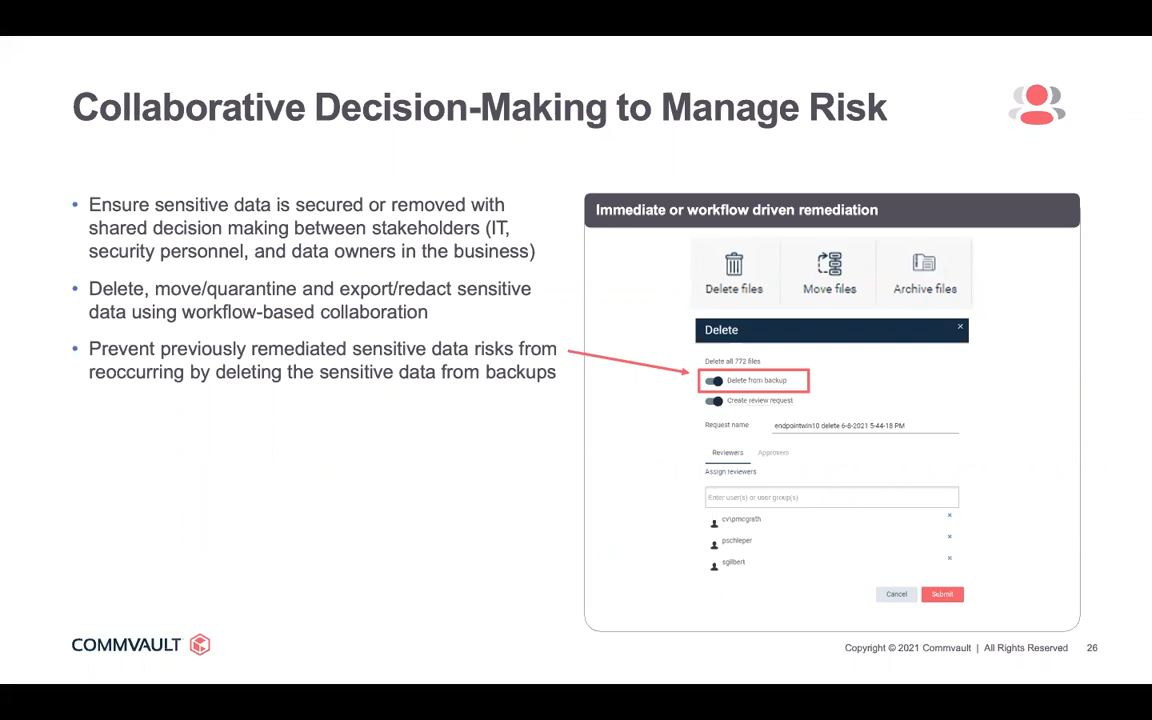 Collaborative Decision-Making to Manage Risk
• Ensure sensitive data is secured or removed with
shared decision making between stakeholders (IT,
security personnel, and data owners in the business)
• Delete, move/quarantine and export/redact sensitive
data using workflow-based collaboration
• Prevent previously remediated sensitive data risks from
reoccurring by deleting the sensitive data from backups
Immediate or workflow driven remediation
Delete files
Move files
Archive files
Delete
Delete all 772 files
Delete from backup
Create review request
Request name endpointwin10 delete 6-8-2021 5-44-18 PM
Reviewers Approvers
Assign reviewers
Enter user(s) or user group(s)
cv\pmcgrath
pschleper
sgilbert
Cancel Submit
COMMVAULT
Copyright © 2021 Commvault | All Rights Reserved 26